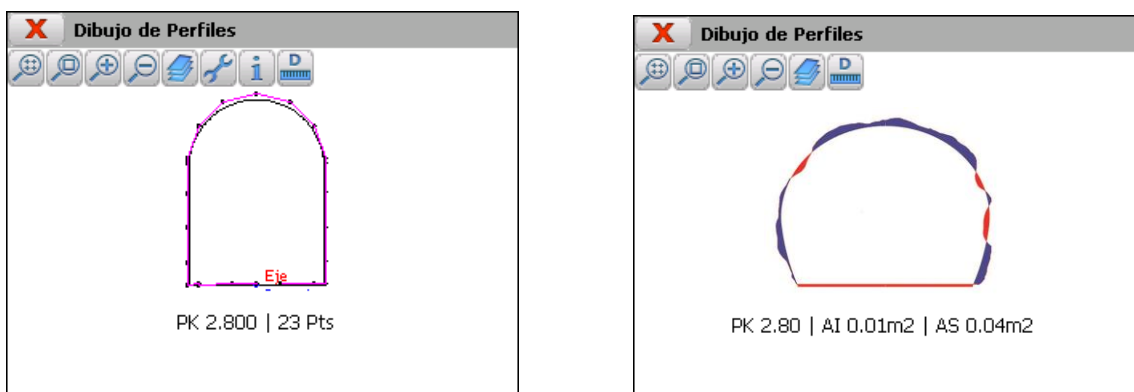 X Dibujo de Perfiles
i D
Eje
PK 2.800 | 23 Pts
X Dibujo de Perfiles
D
PK 2.80 | AI 0.01m2 | AS 0.04m2